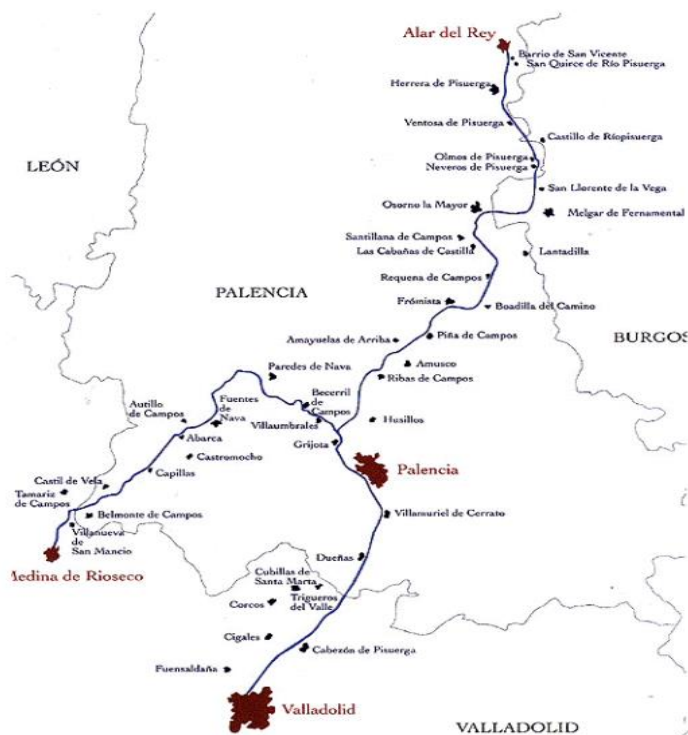 Alar del Rey
Barrio de San Vicente
San Quirce de Río Pisuerga
Herrera de Pisuerga
Ventosa de Pisuerga
Castillo de Ríopisuerga
Olmos de Pisuerga
Neveros de Pisuerga
LEÓN
San Llorente de la Vega
Osorno la Mayor
Melgar de Fernamental
Santillana de Campos
Las Cabañas de Castilla
Lantadilla
Requena de Campos
PALENCIA
Frómista
Boadilla del Camino
Piña de Campos
BURGOS
Amayuelas de Arriba
Amusco
Paredes de Nava
Ribas de Campos
Becerril
de
Campos
Fuentes
de
Nava
Autillo
de Campos
Villaumbrales
Husillos
Abarca
Grijota
Castromocho
Palencia
Capillas
Castil de Vela
Tamariz
de Campos
Belmonte de Campos
Villamuriel de Cerrato
Villanueva
de
San Mancio
Dueñas
Medina de Rioseco
Cubillas de
Santa Marta
Trigueros
del Valle
Corcos
Cigales
Cabezón de Pisuerga
Fuensaldaña
Valladolid
VALLADOLID